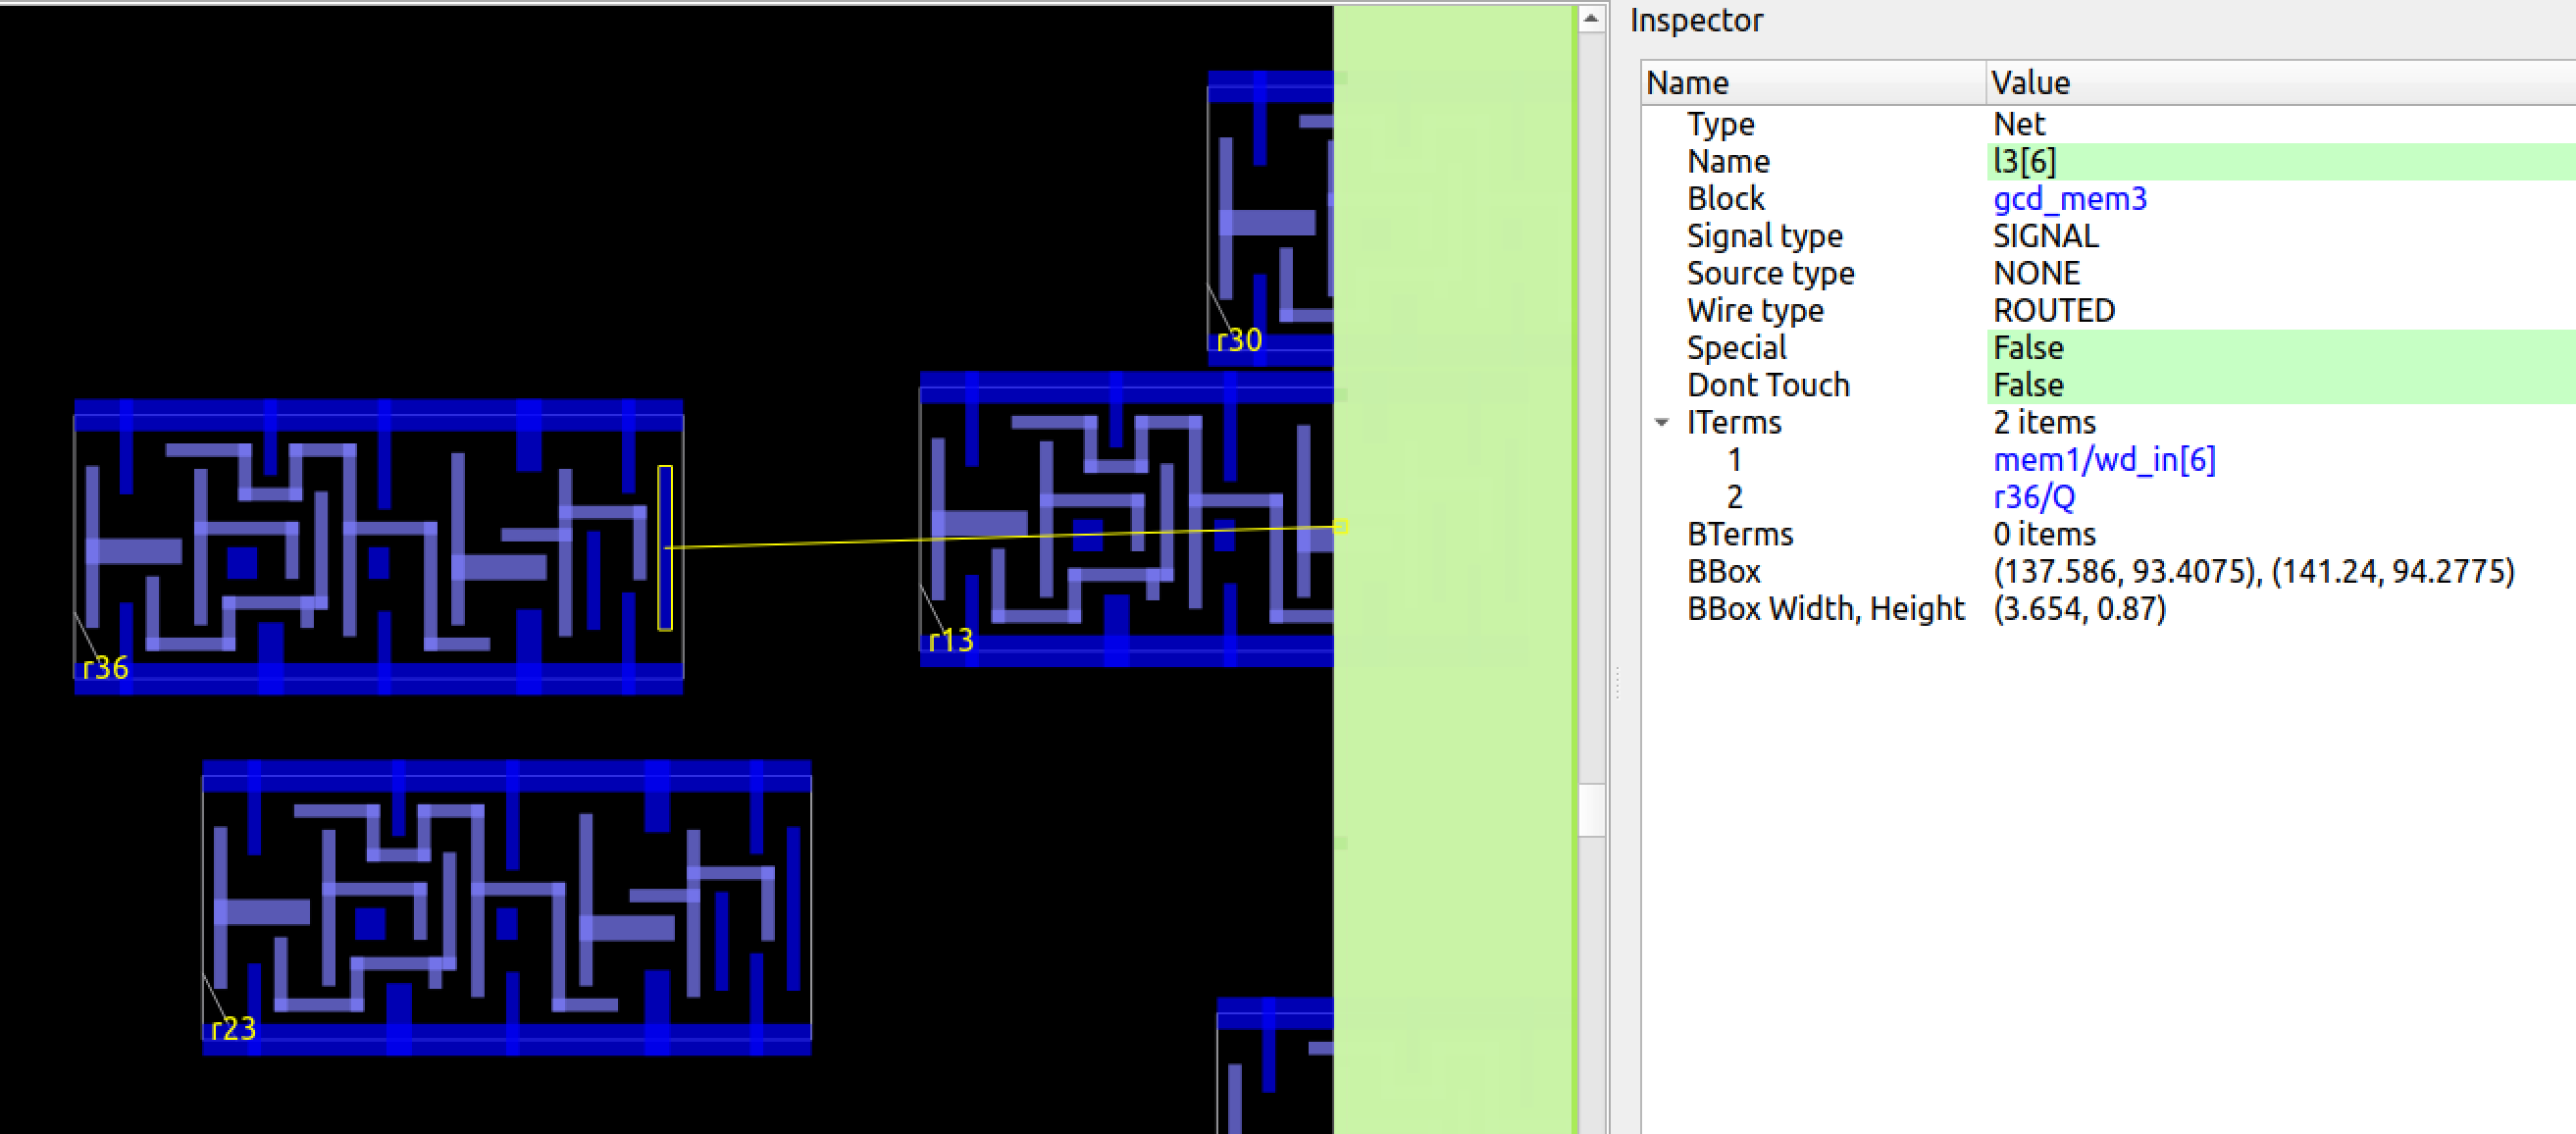 r30
r13
r36
r23
Inspector
Name Value
Type Net
Name l3[6]
Block gcd_mem3
Signal type SIGNAL
Source type NONE
Wire type ROUTED
Special False
Dont Touch False
ITerms 2 items
1 mem1/wd_in[6]
2 r36/Q
BTerms 0 items
BBox (137.586, 93.4075), (141.24, 94.2775)
BBox Width, Height (3.654, 0.87)